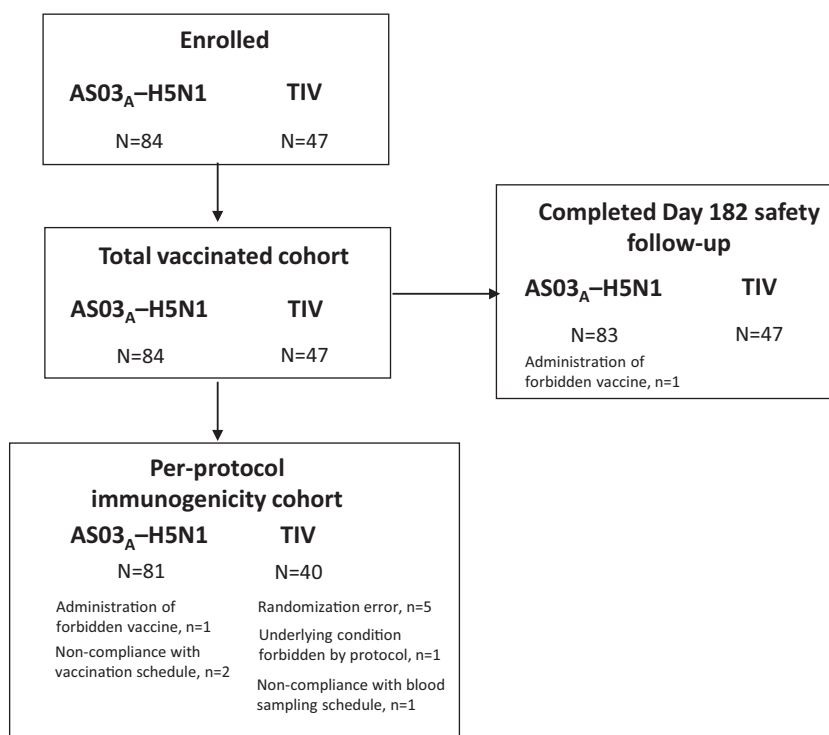 Enrolled
AS03A–H5N1 TIV
N=84 N=47
Total vaccinated cohort
AS03A–H5N1 TIV
N=84 N=47
Completed Day 182 safety
follow-up
AS03A–H5N1 TIV
N=83 N=47
Administration of
forbidden vaccine, n=1
Per-protocol
immunogenicity cohort
AS03A–H5N1 TIV
N=81 N=40
Administration of
forbidden vaccine, n=1
Non-compliance with
vaccination schedule, n=2
Randomization error, n=5
Underlying condition
forbidden by protocol, n=1
Non-compliance with blood
sampling schedule, n=1